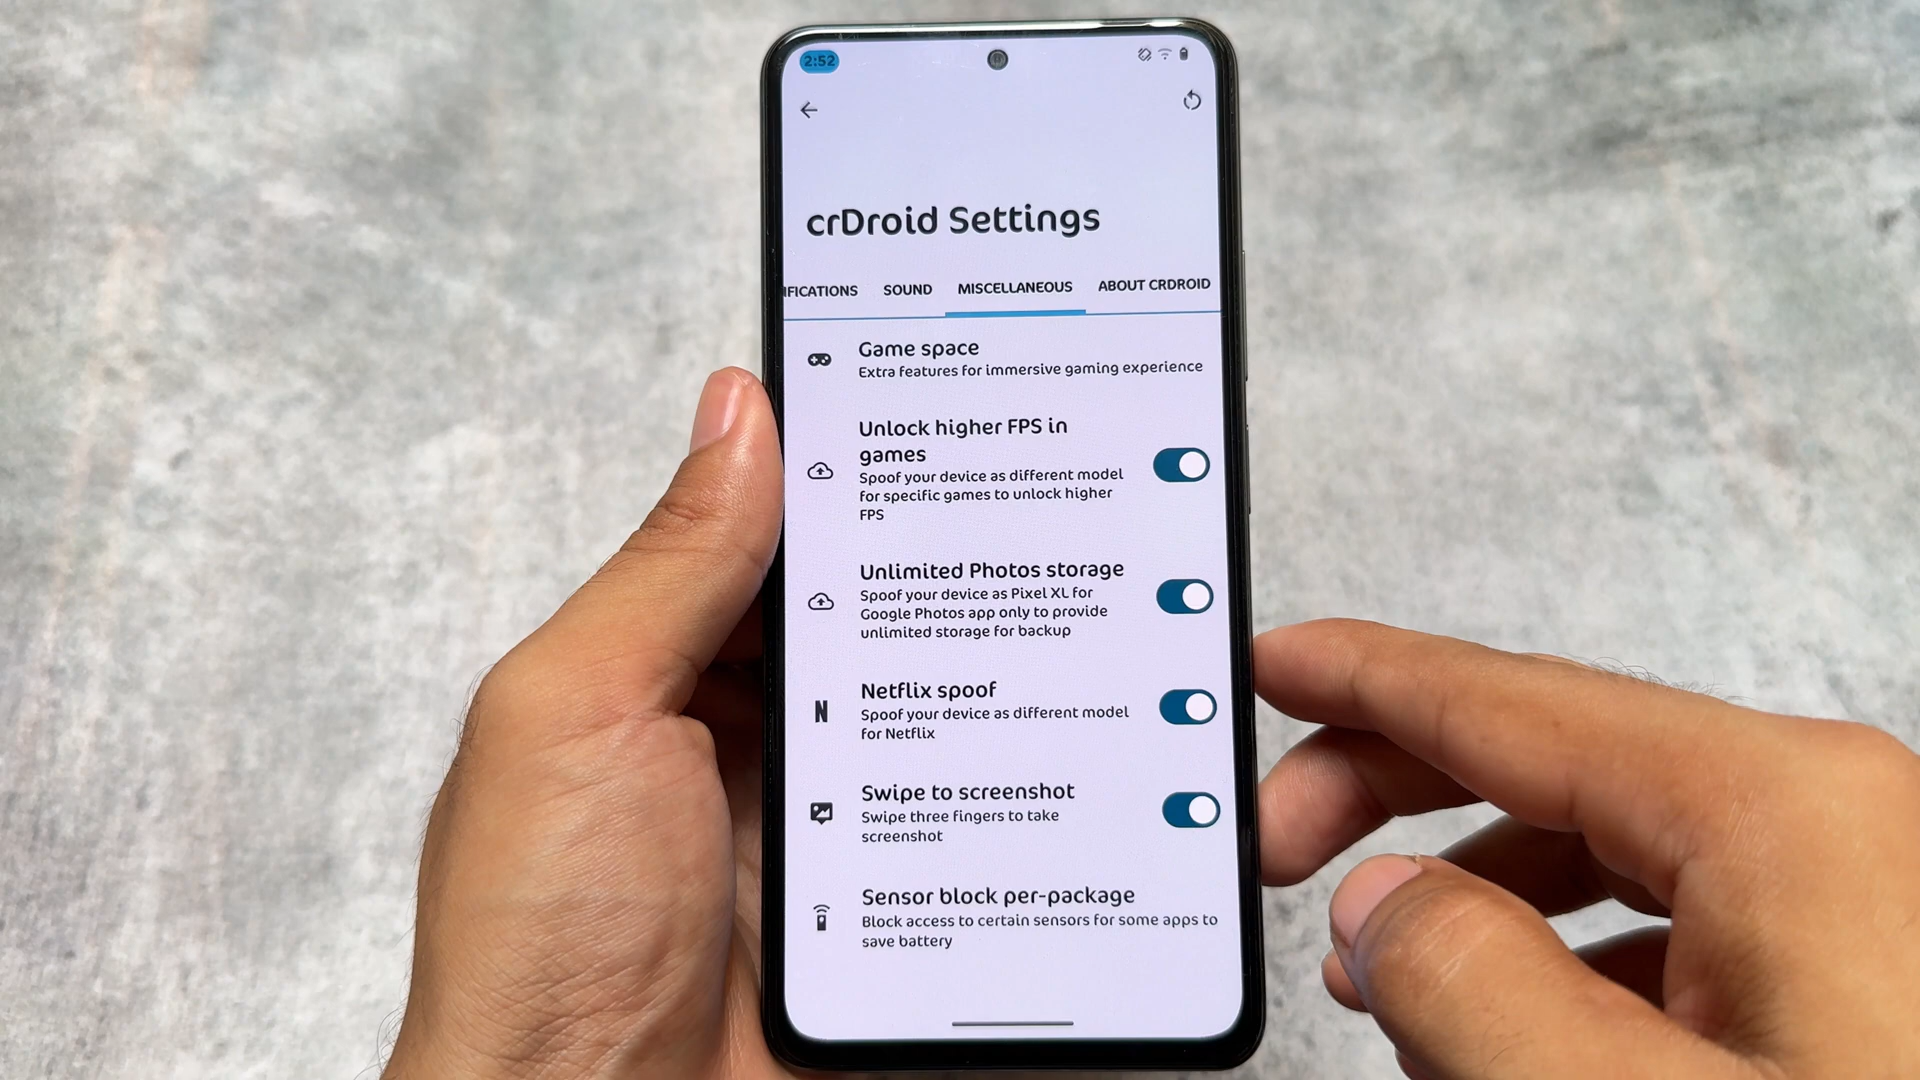 2:52
crDroid Settings
IFICATIONS SOUND MISCELLANEOUS ABOUT CRDROID
Game space
Extra features for immersive gaming experience
Unlock higher FPS in
games
Spoof your device as different model
for specific games to unlock higher
FPS
Unlimited Photos storage
Spoof your device as Pixel XL for
Google Photos app only to provide
unlimited storage for backup
N
Netflix spoof
Spoof your device as different model
for Netflix
Swipe to screenshot
Swipe three fingers to take
screenshot
Sensor block per-package
Block access to certain sensors for some apps to
save battery